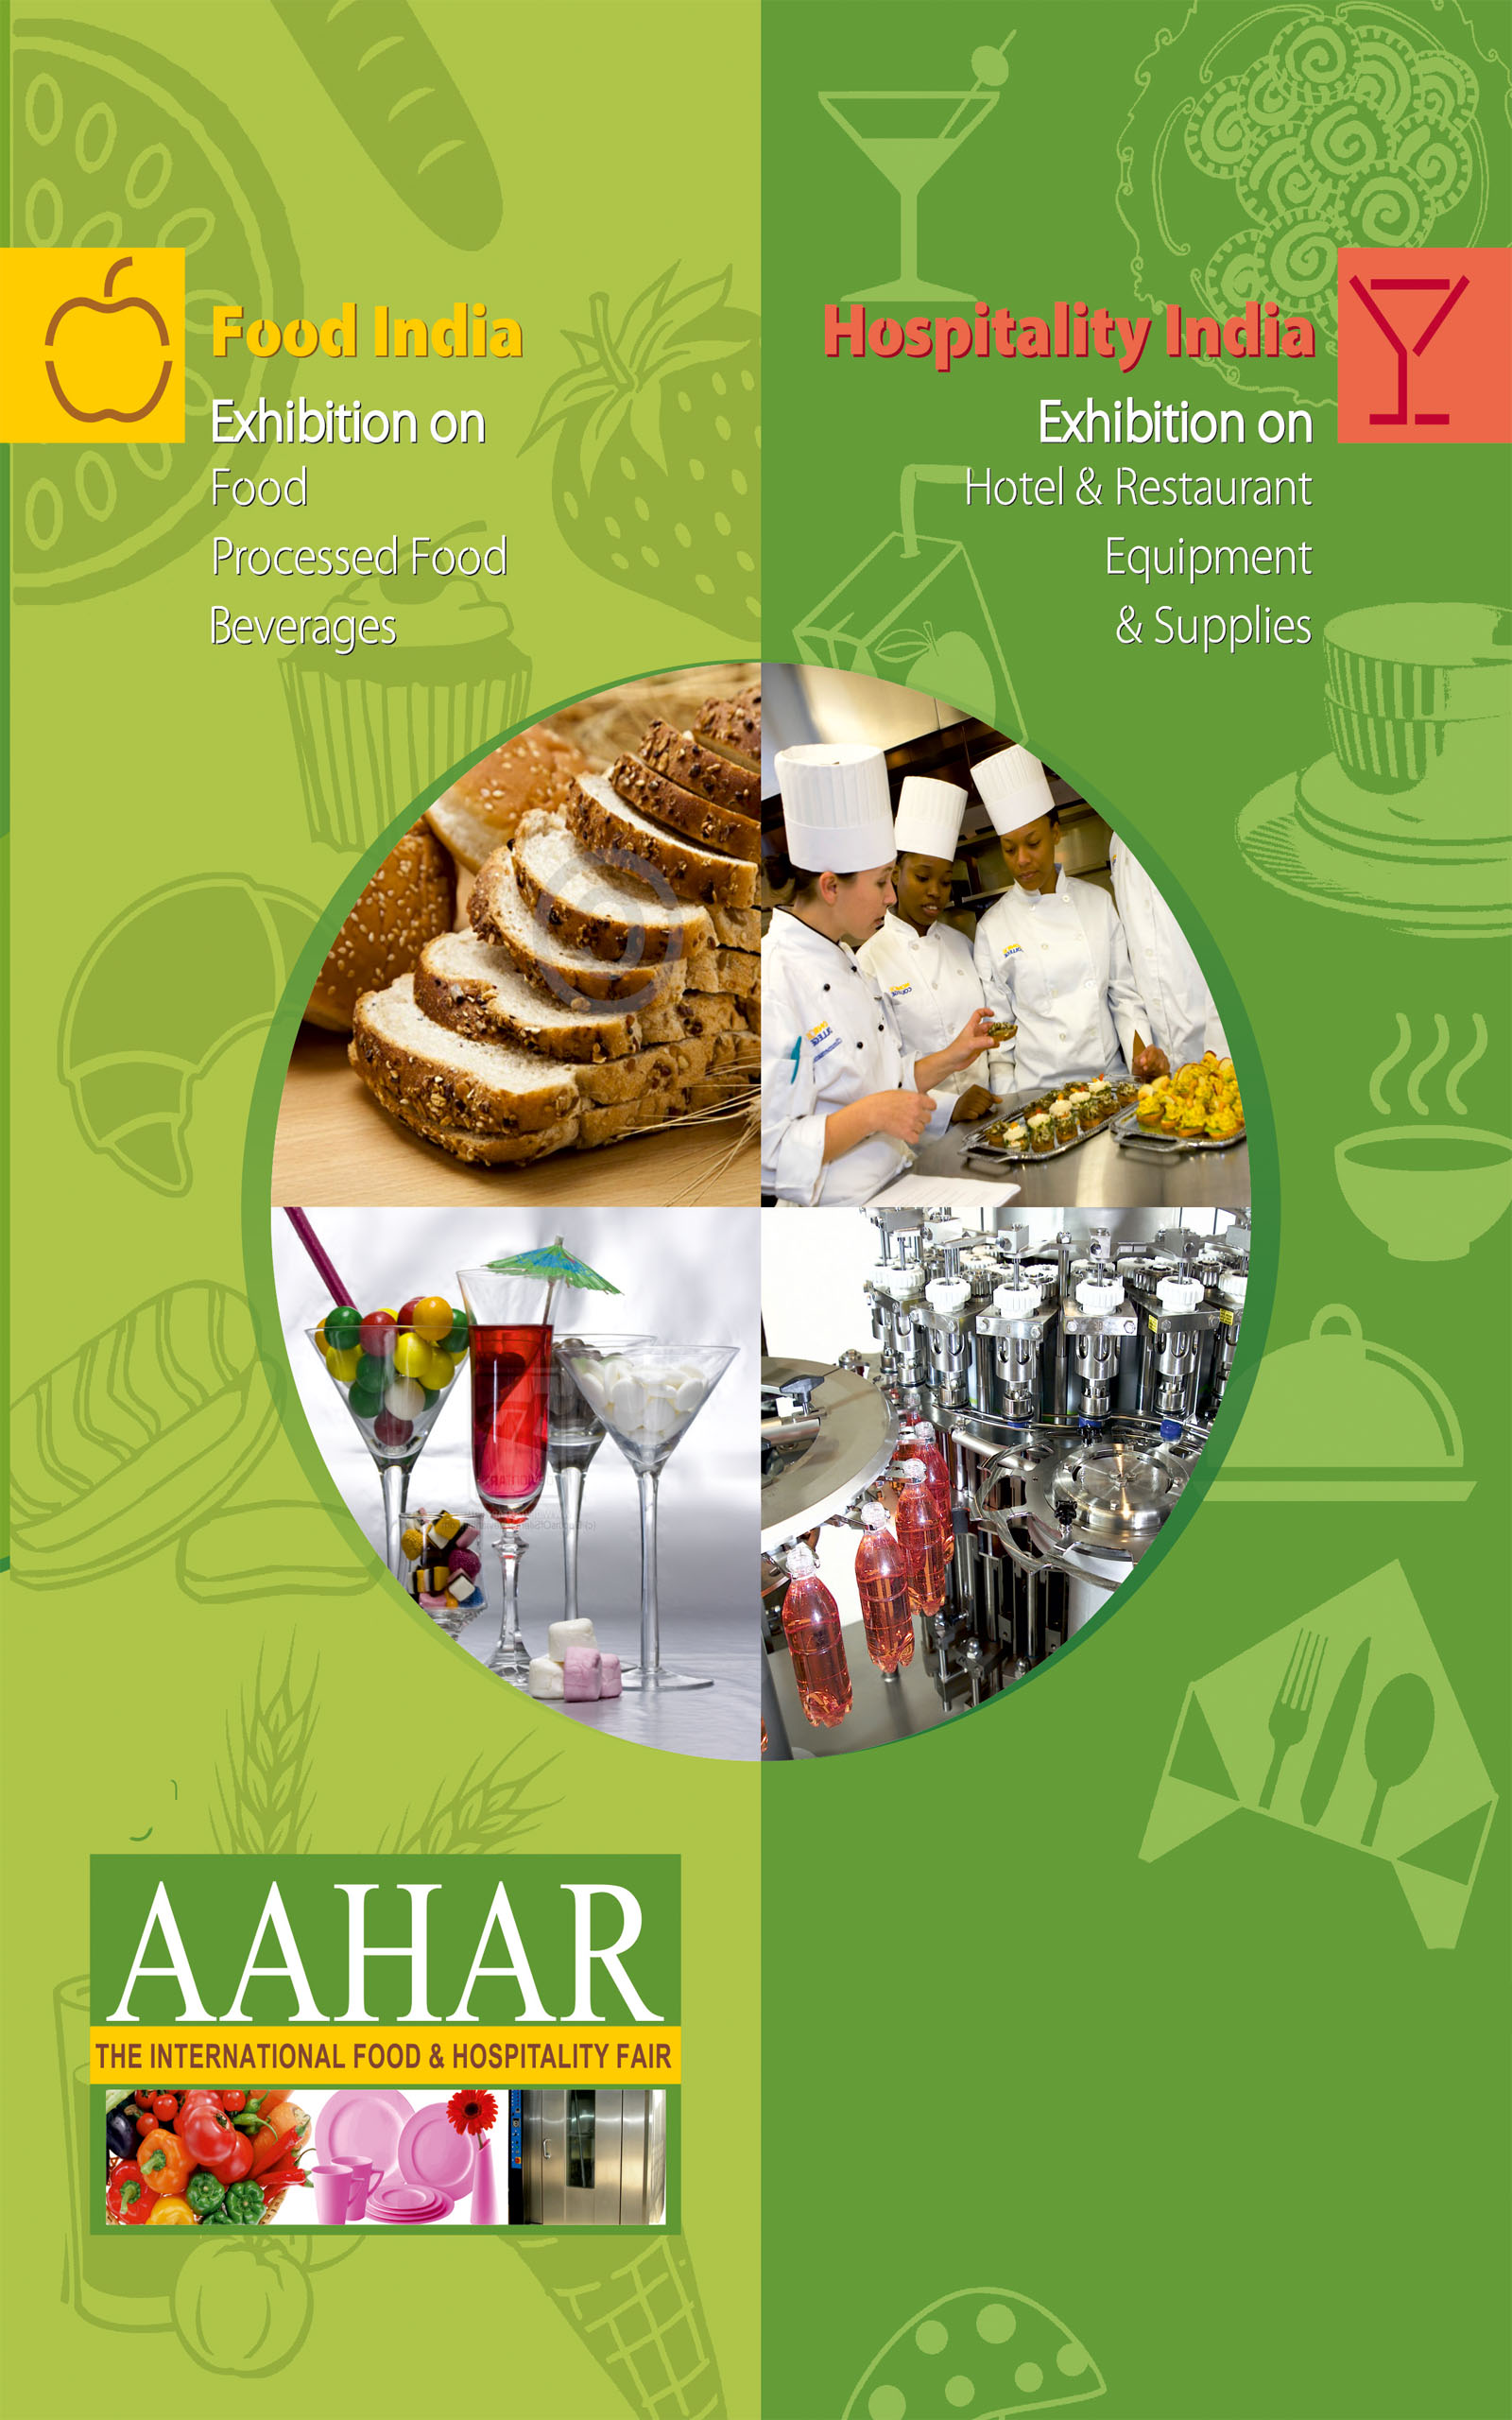 Food India
Exhibition on
Food
Processed Food
Beverages
Hospitality India
Exhibition on
Hotel & Restaurant
Equipment
& Supplies
AAHAR
THE INTERNATIONAL FOOD & HOSPITALITY FAIR